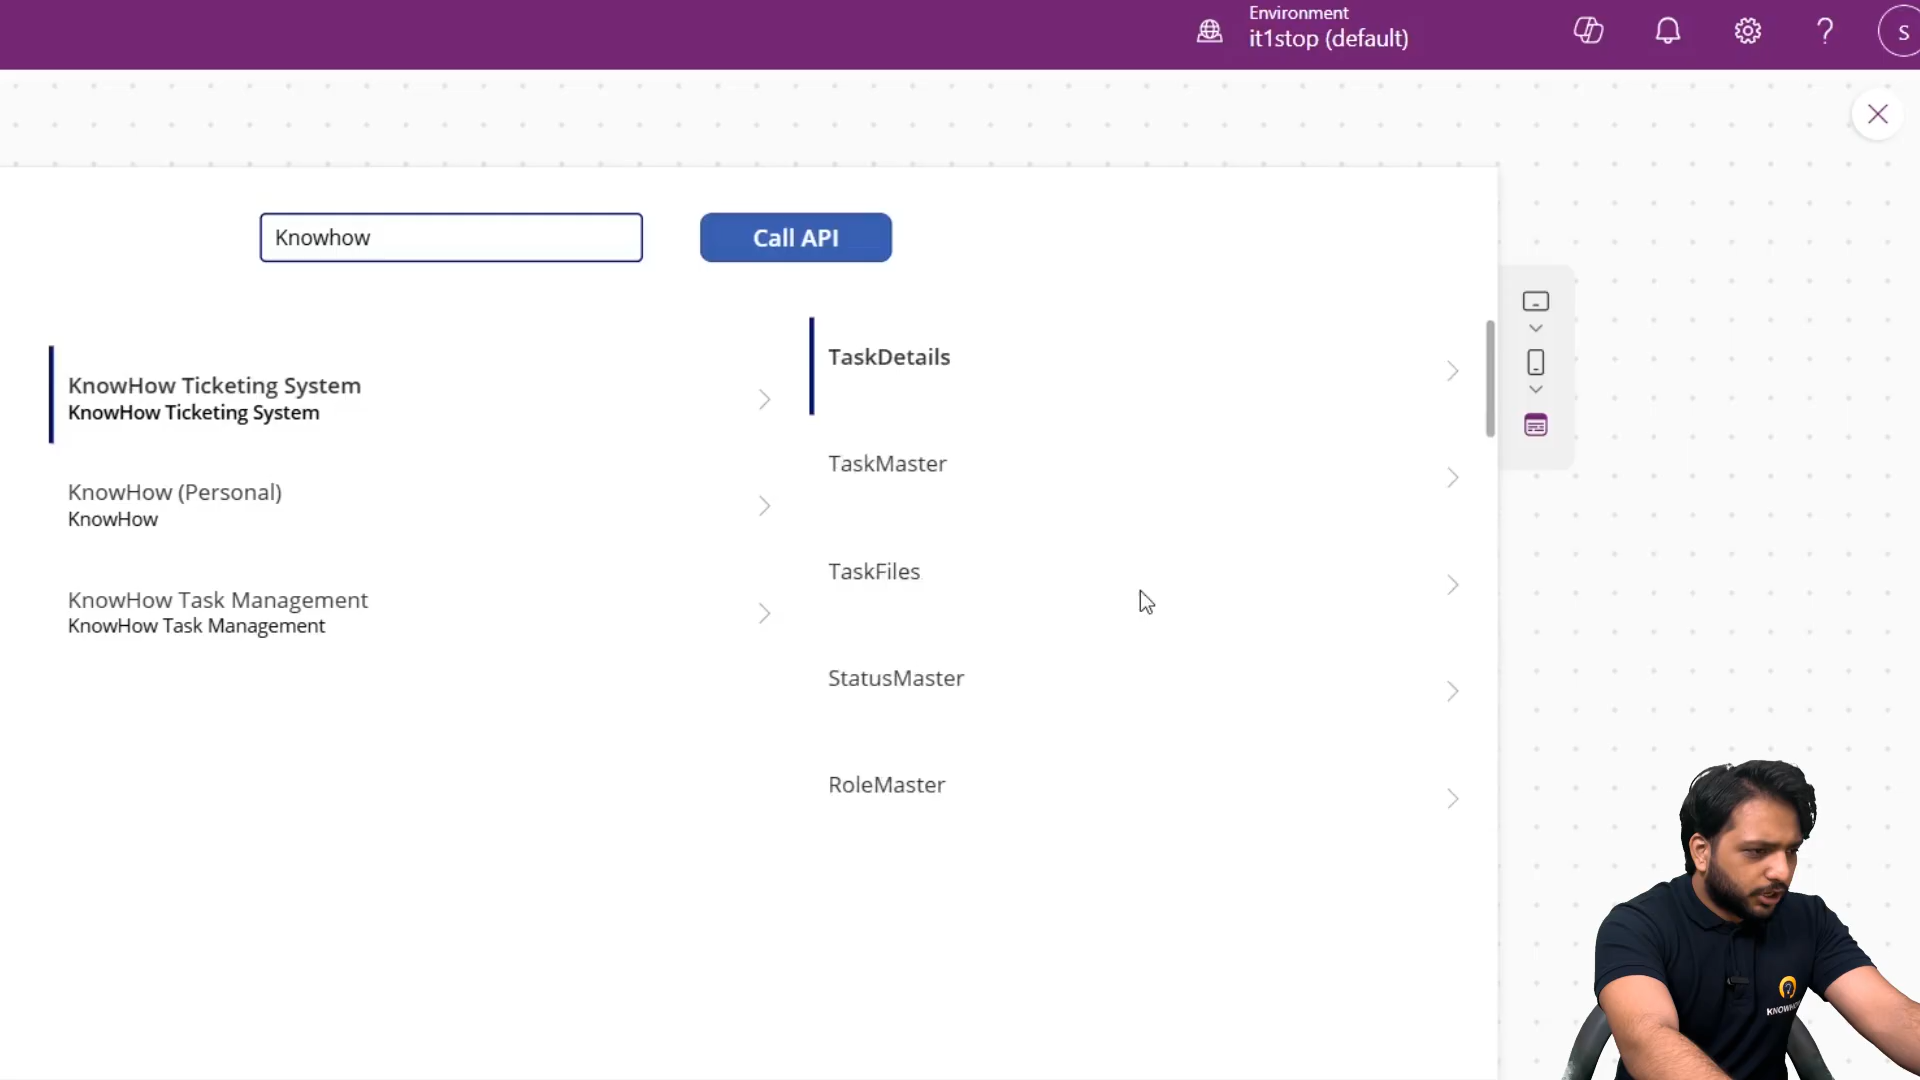 Environment
it1stop (default)
S
Knowhow
Call API
KnowHow Ticketing System
KnowHow Ticketing System
KnowHow (Personal)
KnowHow
KnowHow Task Management
KnowHow Task Management
TaskDetails
TaskMaster
TaskFiles
StatusMaster
RoleMaster